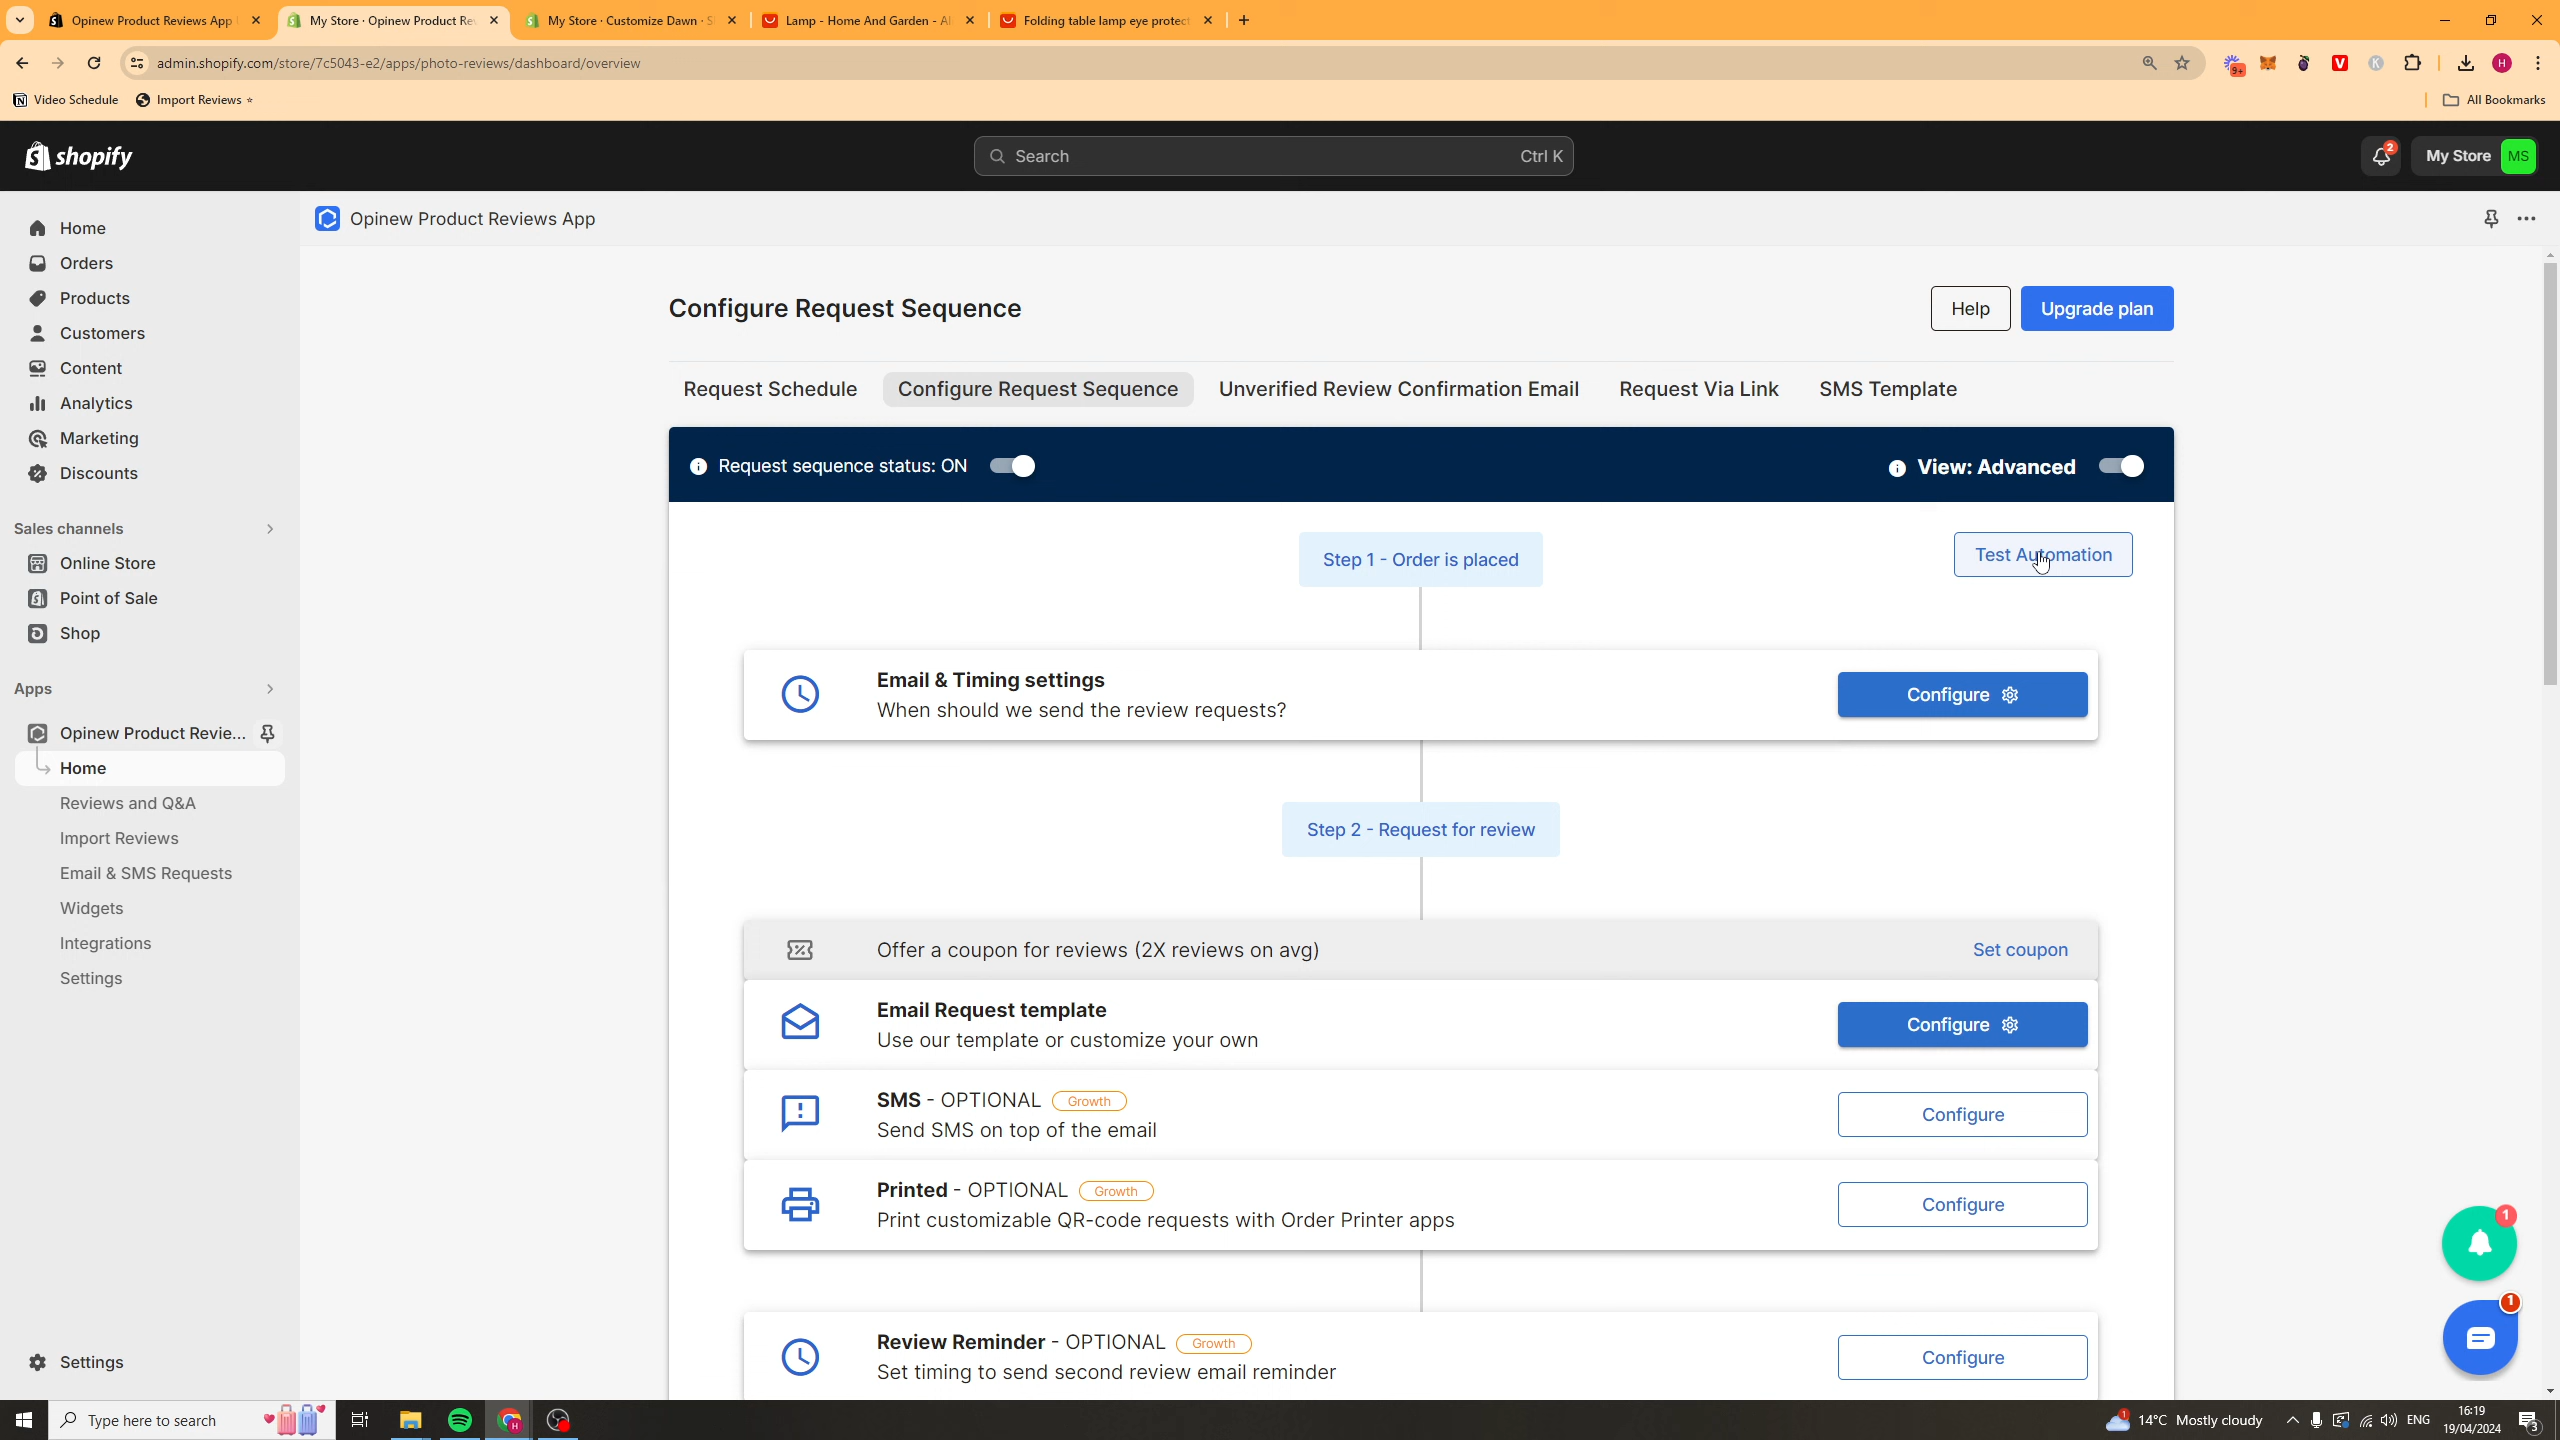 Opinew Product Reviews App
My Store · Opinew Product Re
My Store · Customize Dawn · S
Lamp - Home And Garden - Al
Folding table lamp eye protect
admin.shopify.com/store/7c5043-e2/apps/photo-reviews/dashboard/overview
9+
V
K
H
Video Schedule
Import Reviews ⭐
All Bookmarks
shopify
Search
Ctrl K
2
My Store
MS
Home
Orders
Products
Customers
Content
Analytics
Marketing
Discounts
Sales channels
Online Store
Point of Sale
Shop
Apps
Opinew Product Revie...
Home
Reviews and Q&A
Import Reviews
Email & SMS Requests
Widgets
Integrations
Settings
Settings
Opinew Product Reviews App
Configure Request Sequence
Help
Upgrade plan
Request Schedule
Configure Request Sequence
Unverified Review Confirmation Email
Request Via Link
SMS Template
Request sequence status: ON
View: Advanced
Step 1 - Order is placed
Test Automation
Email & Timing settings
When should we send the review requests?
Configure
Step 2 - Request for review
Offer a coupon for reviews (2X reviews on avg)
Set coupon
Email Request template
Use our template or customize your own
Configure
SMS - OPTIONAL Growth
Send SMS on top of the email
Configure
Printed - OPTIONAL Growth
Print customizable QR-code requests with Order Printer apps
Configure
Review Reminder - OPTIONAL Growth
Set timing to send second review email reminder
Configure
1
1
Type here to search
1
14°C Mostly cloudy
ENG
16:19
19/04/2024
3